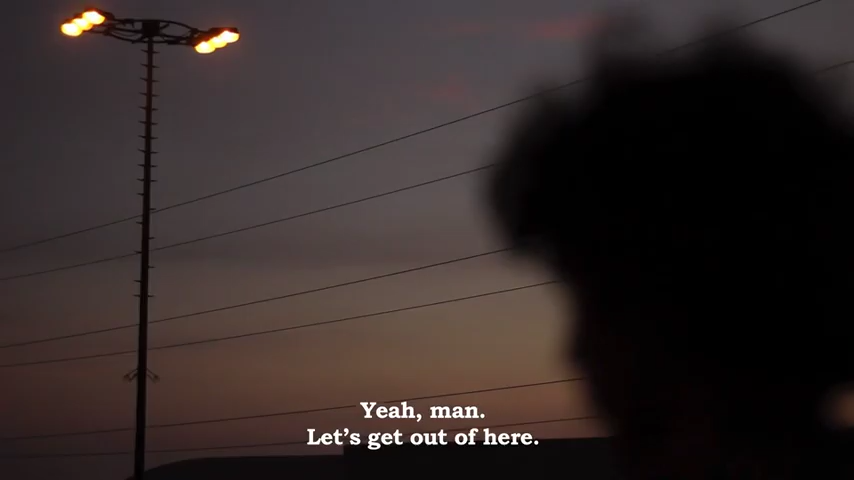 Yeah, man.
Let's get out of here.